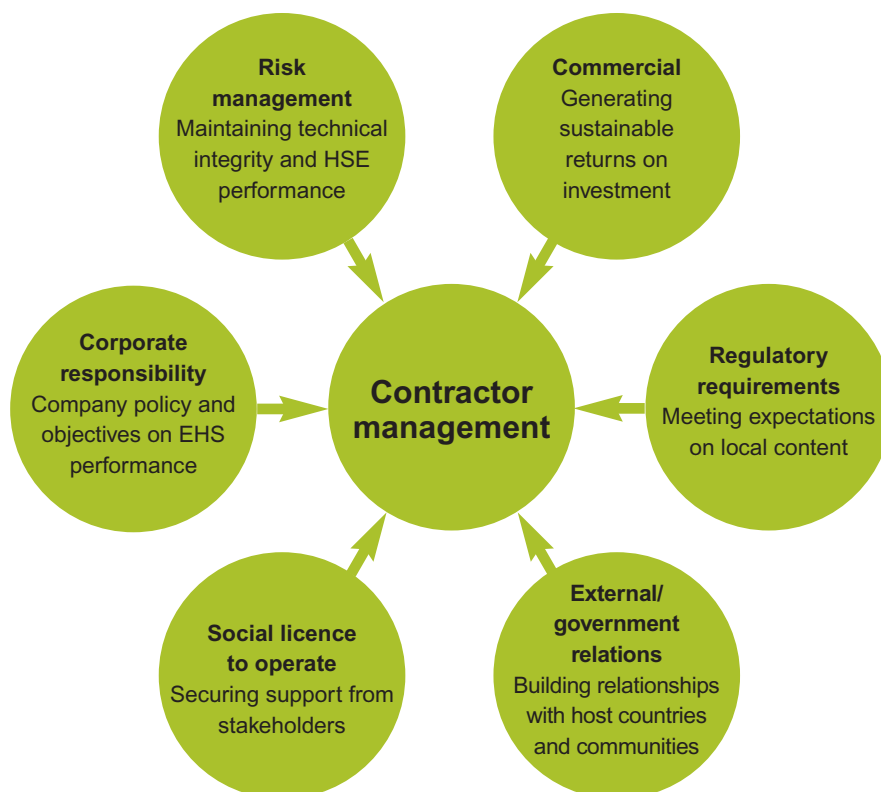 Risk
management
Maintaining technical
integrity and HSE
performance
Commercial
Generating
sustainable
returns on
investment
Corporate
responsibility
Company policy and
objectives on EHS
performance
Contractor
management
Regulatory
requirements
Meeting expectations
on local content
Social licence
to operate
Securing support from
stakeholders
External/
government
relations
Building relationships
with host countries
and communities